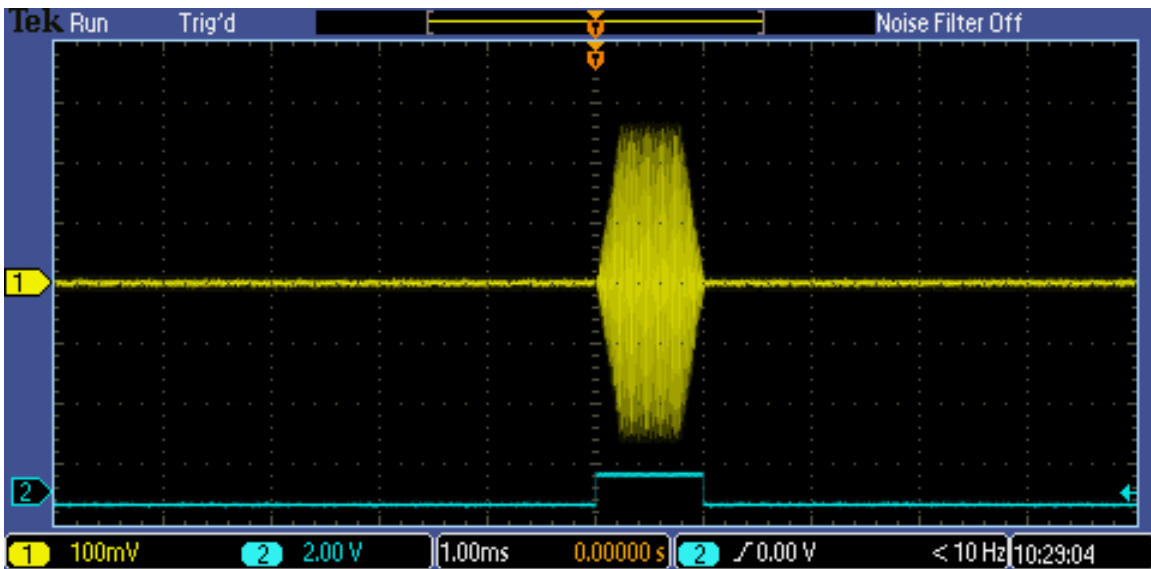 Tek Run Trig'd Noise Filter Off
T
T
1
2
1 100mV 2 2.00 V 1.00ms 0.00000 s 2 0.00 V < 10 Hz 10:29:04